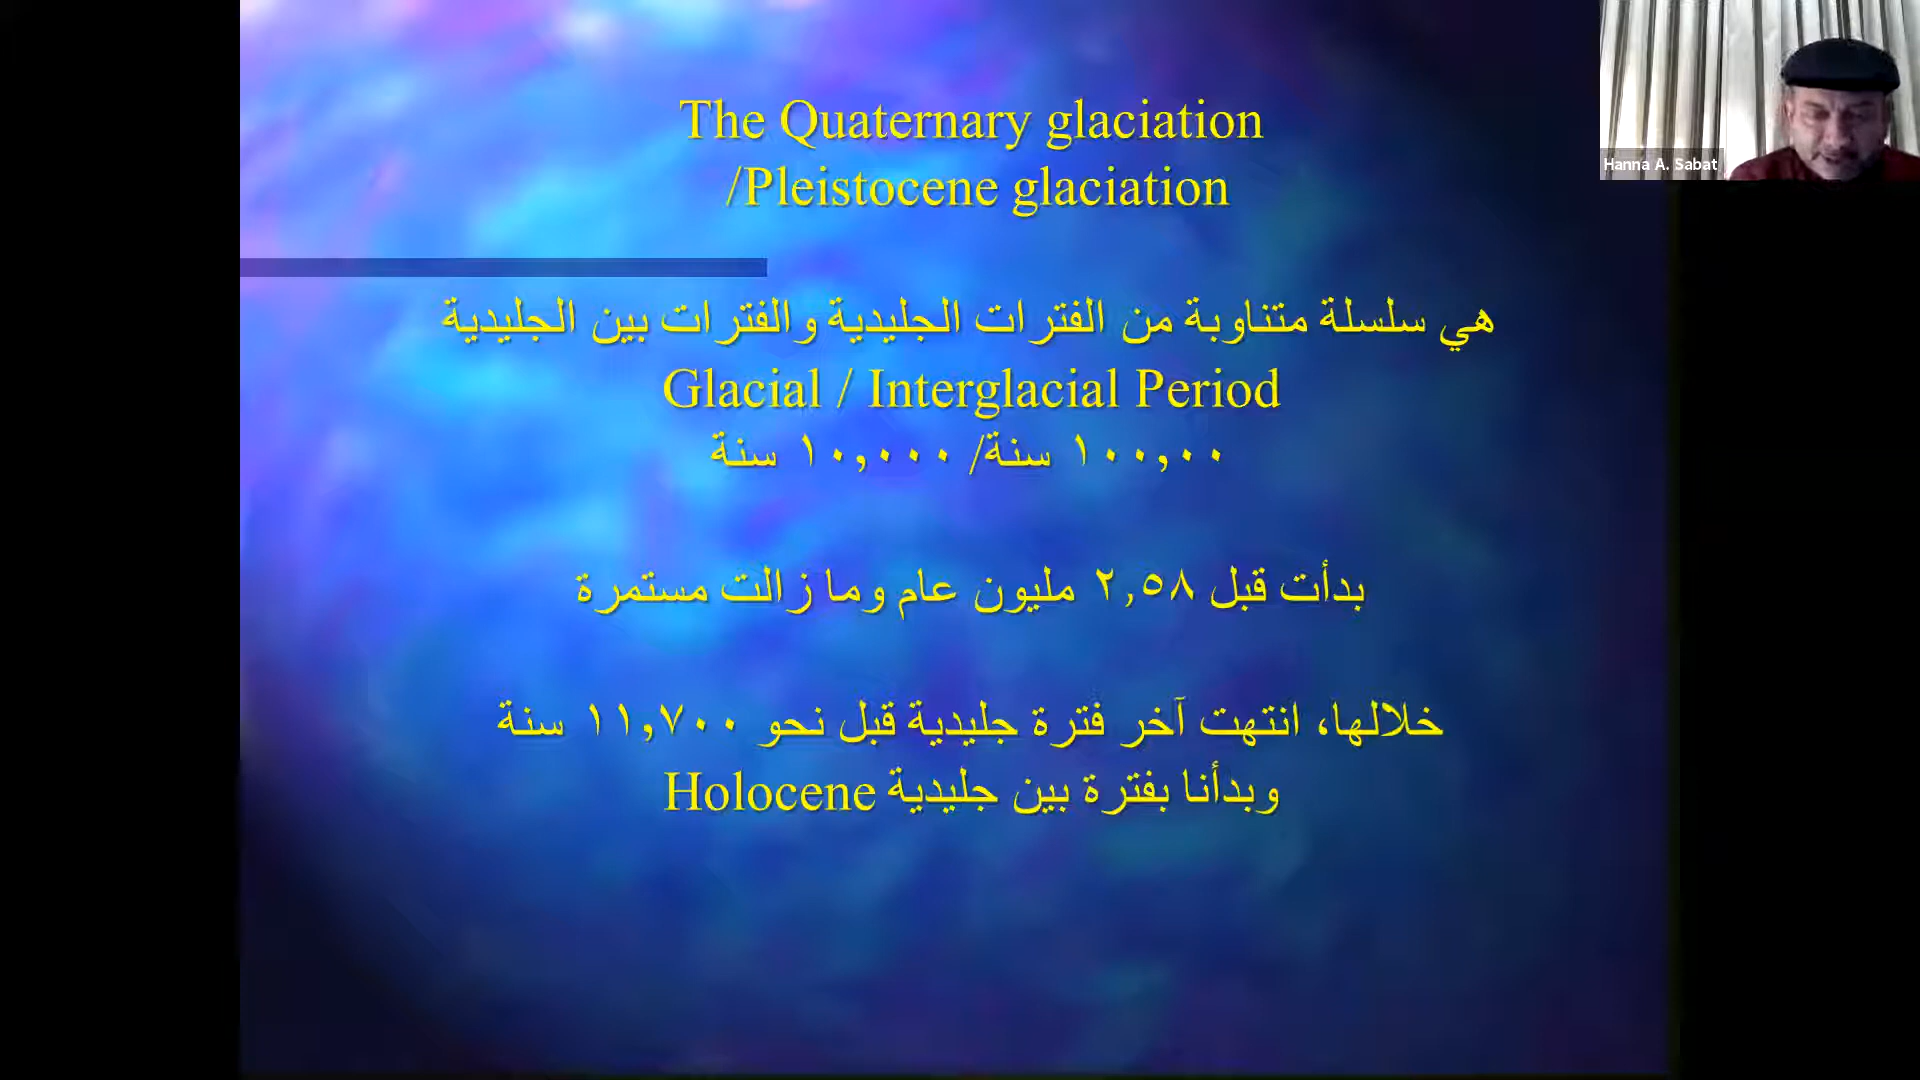 The Quaternary glaciation
/Pleistocene glaciation
هي سلسلة متناوبة من الفترات الجليدية والفترات بين الجليدية
Glacial / Interglacial Period
١٠٠,٠٠ سنة/ ١٠,٠٠٠ سنة
بدأت قبل ٢,٥٨ مليون عام وما زالت مستمرة
خلالها، انتهت آخر فترة جليدية قبل نحو ١١,٧٠٠ سنة
وبدأنا بفترة بين جليدية Holocene
Hanna A. Sabat